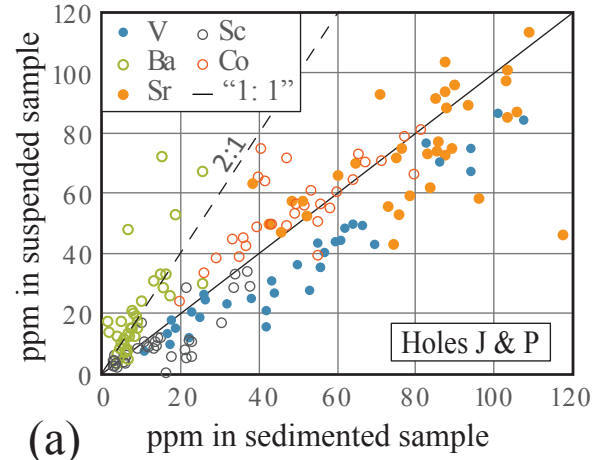 120
100
80
60
40
20
0
0
20
40
60
80
100
120
ppm in suspended sample
ppm in sedimented sample
V
Sc
Ba
Co
Sr
“1: 1”
2:1
Holes J & P
(a)